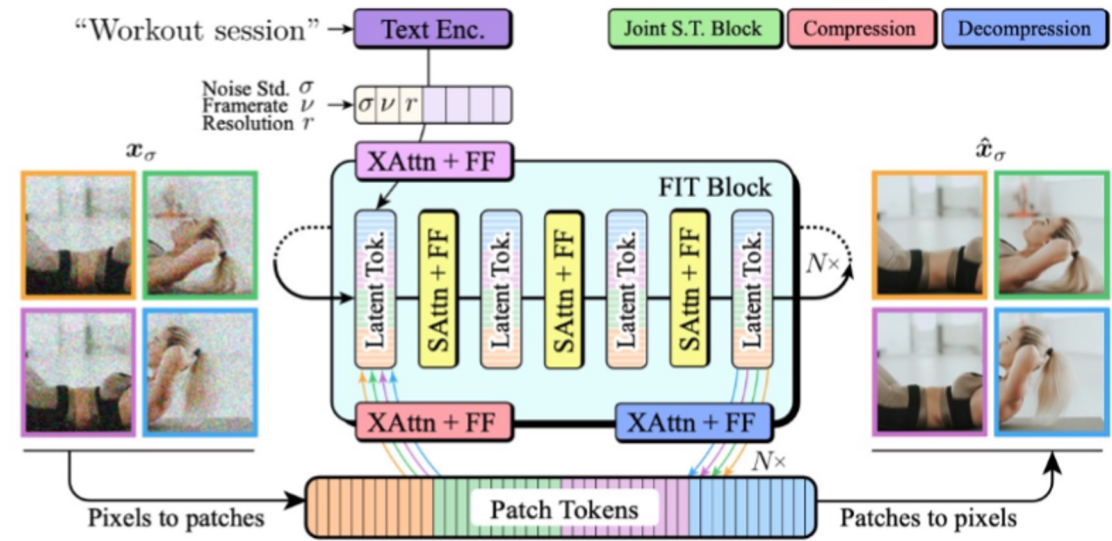 “Workout session”
Text Enc.
Joint S.T. Block
Compression
Decompression
Noise Std. σ
Framerate ν
Resolution r
σ ν r
XAttn + FF
x_σ
x̂_σ
FIT Block
Latent Tok.
SAttn + FF
Latent Tok.
SAttn + FF
Latent Tok.
SAttn + FF
Latent Tok.
N×
XAttn + FF
XAttn + FF
N×
Patch Tokens
Pixels to patches
Patches to pixels